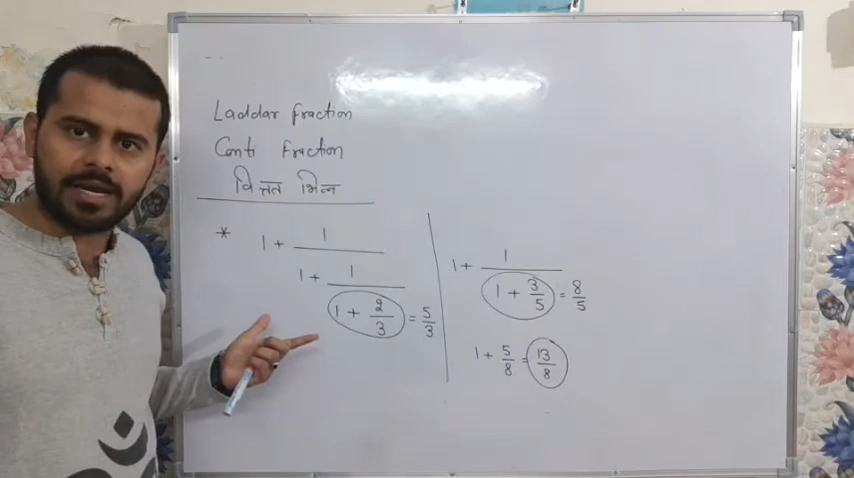 Laddar fraction
Conti Fraction
वित्तत भिन्न
* 1 + 1
1 + 1
1 + 2/3 = 5/3
1 + 1
1 + 3/5 = 8/5
1 + 5/8 = 13/8